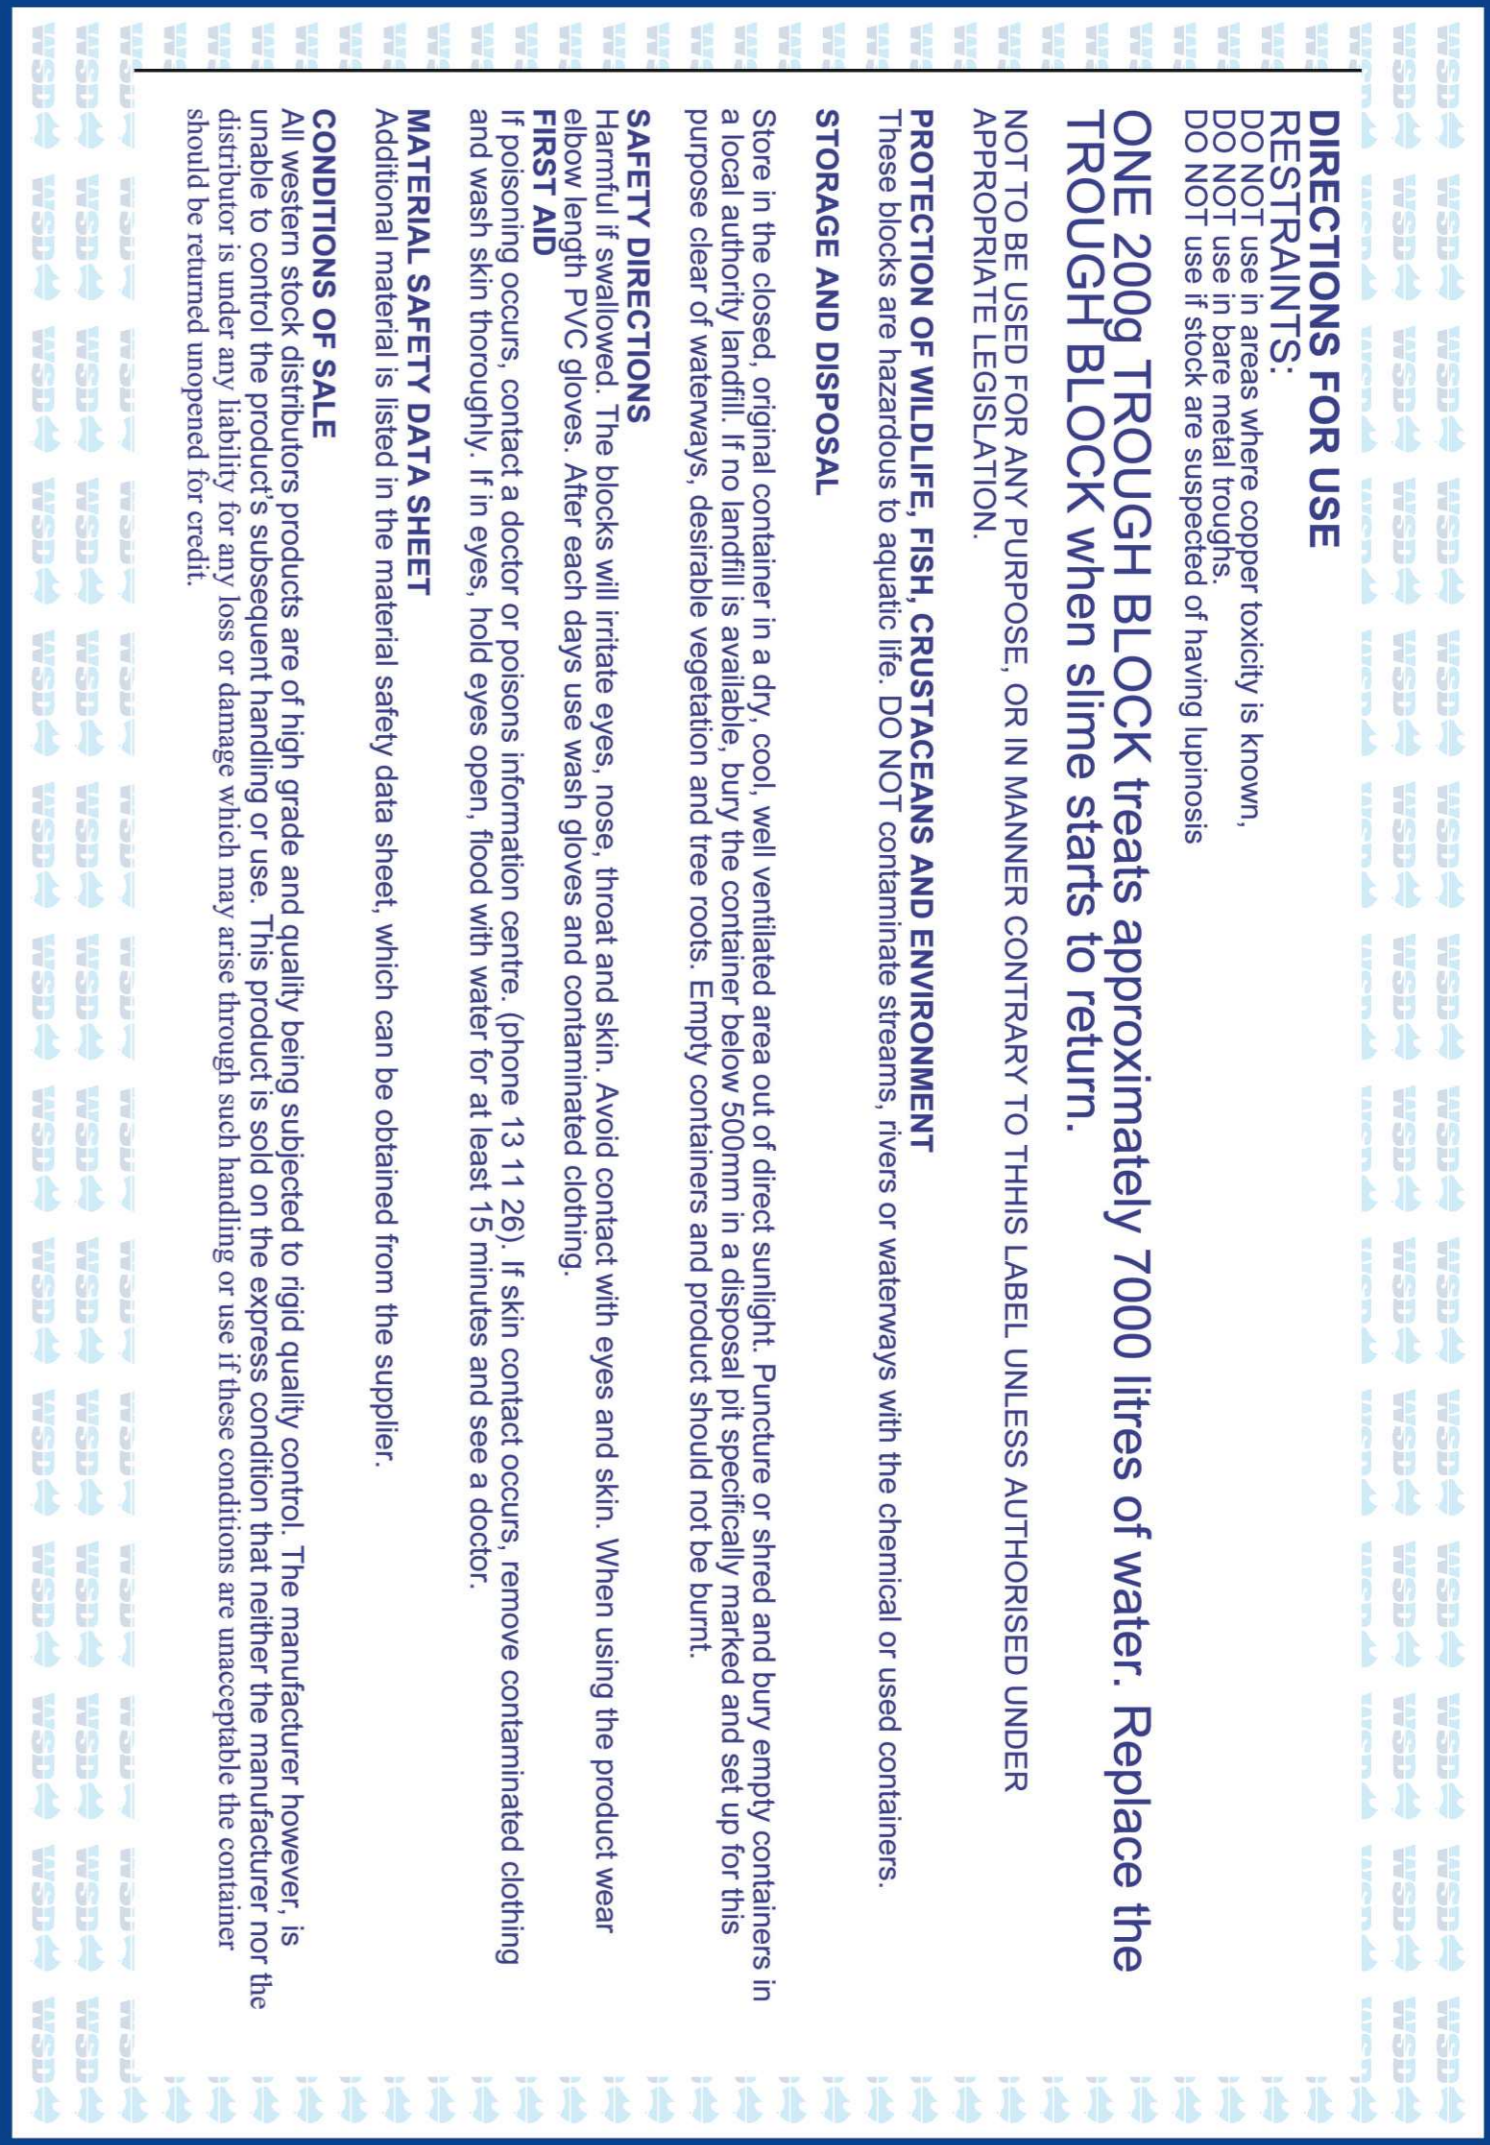 DIRECTIONS FOR USE
RESTRAINTS:
DO NOT use in areas where copper toxicity is known,
DO NOT use in bare metal troughs.
DO NOT use if stock are suspected of having lupinosis
ONE 200g TROUGH BLOCK treats approximately 7000 litres of water. Replace the
TROUGH BLOCK when slime starts to return.
NOT TO BE USED FOR ANY PURPOSE, OR IN MANNER CONTRARY TO THHIS LABEL UNLESS AUTHORISED UNDER
APPROPRIATE LEGISLATION.
PROTECTION OF WILDLIFE, FISH, CRUSTACEANS AND ENVIRONMENT
These blocks are hazardous to aquatic life. DO NOT contaminate streams, rivers or waterways with the chemical or used containers.
STORAGE AND DISPOSAL
Store in the closed, original container in a dry, cool, well ventilated area out of direct sunlight. Puncture or shred and bury empty containers in
a local authority landfill. If no landfill is available, bury the container below 500mm in a disposal pit specifically marked and set up for this
purpose clear of waterways, desirable vegetation and tree roots. Empty containers and product should not be burnt.
SAFETY DIRECTIONS
Harmful if swallowed. The blocks will irritate eyes, nose, throat and skin. Avoid contact with eyes and skin. When using the product wear
elbow length PVC gloves. After each days use wash gloves and contaminated clothing.
FIRST AID
If poisoning occurs, contact a doctor or poisons information centre. (phone 13 11 26). If skin contact occurs, remove contaminated clothing
and wash skin thoroughly. If in eyes, hold eyes open, flood with water for at least 15 minutes and see a doctor.
MATERIAL SAFETY DATA SHEET
Additional material is listed in the material safety data sheet, which can be obtained from the supplier.
CONDITIONS OF SALE
All western stock distributors products are of high grade and quality being subjected to rigid quality control. The manufacturer however, is
unable to control the product's subsequent handling or use. This product is sold on the express condition that neither the manufacturer nor the
distributor is under any liability for any loss or damage which may arise through such handling or use if these conditions are unacceptable the container
should be returned unopened for credit.